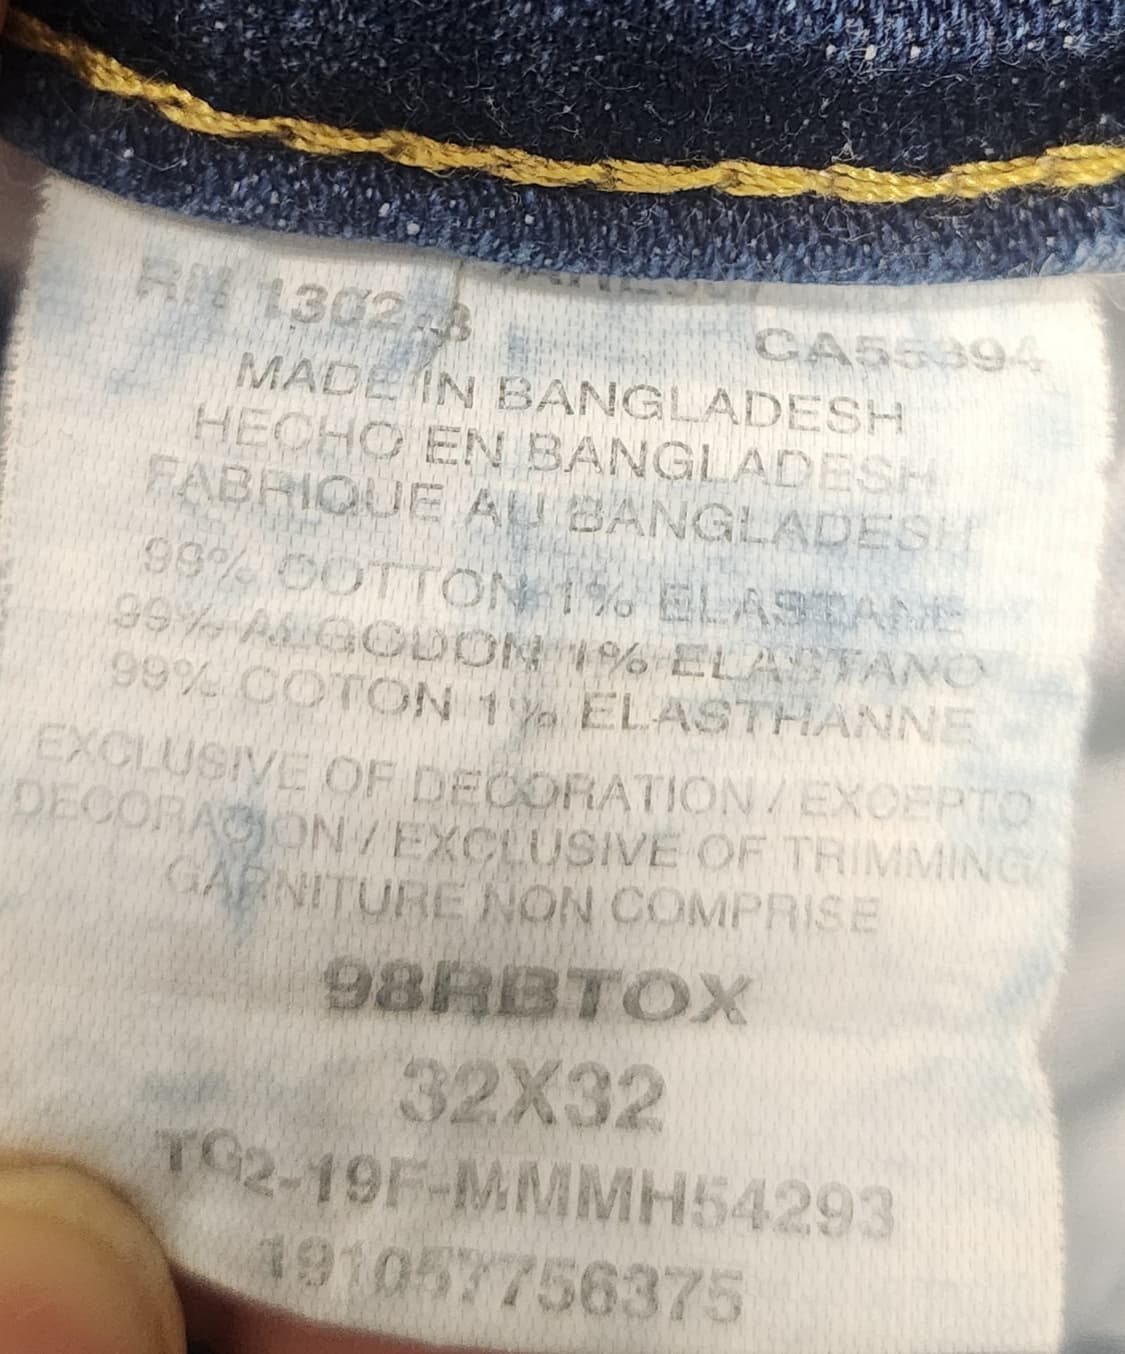 CA55394
MADE IN BANGLADESH
HECHO EN BANGLADESH
FABRIQUE AU BANGLADESH
99% COTTON 1% ELASTANE
99% ALGODON 1% ELASTANO
99% COTON 1% ELASTHANNE
EXCLUSIVE OF DECORATION / EXCEPTO
DECORACION / EXCLUSIVE OF TRIMMING/
GARNITURE NON COMPRISE
98RBTOX
32X32
TG2-19F-MMMH54293
191057756375